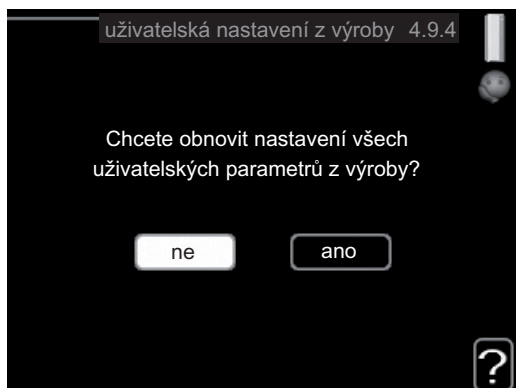 uživatelská nastavení z výroby 4.9.4
Chcete obnovit nastavení všech
uživatelských parametrů z výroby?
ne
ano
?